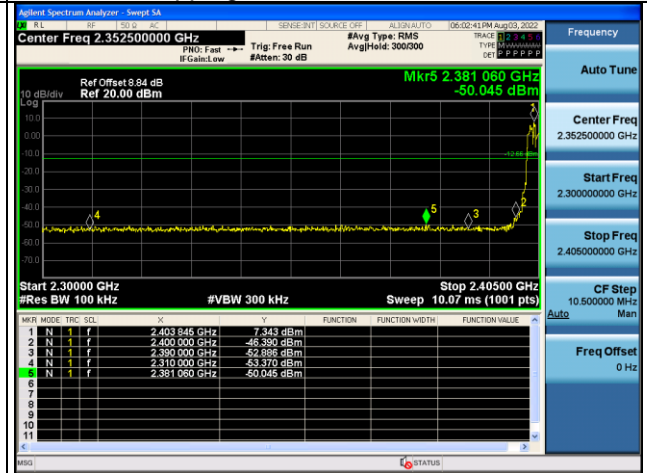 Agilent Spectrum Analyzer - Swept SA
RL RF 50 Ω AC SENSE:INT SOURCE OFF ALIGNAUTO 06:02:41 PM Aug 03, 2022
Center Freq 2.352500000 GHz #Avg Type: RMS TRACE 1 2 3 4 5 6
PNO: Fast Trig: Free Run Avg|Hold: 300/300 TYPE
IFGain:Low #Atten: 30 dB DET P P P P P P
Frequency
Auto Tune
Mkr5 2.381 060 GHz
Ref Offset 8.84 dB
10 dB/div Ref 20.00 dBm -50.045 dBm
Log
10.0
0.00
-10.0
-12.66 dBm
-20.0
-30.0
-40.0
-50.0
-60.0
-70.0
1
2
3
4
5
Start 2.30000 GHz Stop 2.40500 GHz
#Res BW 100 kHz #VBW 300 kHz Sweep 10.07 ms (1001 pts)
MKR MODE TRC SCL X Y FUNCTION FUNCTION WIDTH FUNCTION VALUE
1 N 1 f 2.403 845 GHz 7.343 dBm
2 N 1 f 2.400 000 GHz -46.390 dBm
3 N 1 f 2.390 000 GHz -52.886 dBm
4 N 1 f 2.310 000 GHz -53.370 dBm
5 N 1 f 2.381 060 GHz -50.045 dBm
6
7
8
9
10
11
Center Freq
2.352500000 GHz
Start Freq
2.300000000 GHz
Stop Freq
2.405000000 GHz
CF Step
10.500000 MHz
Auto Man
Freq Offset
0 Hz
MSG STATUS